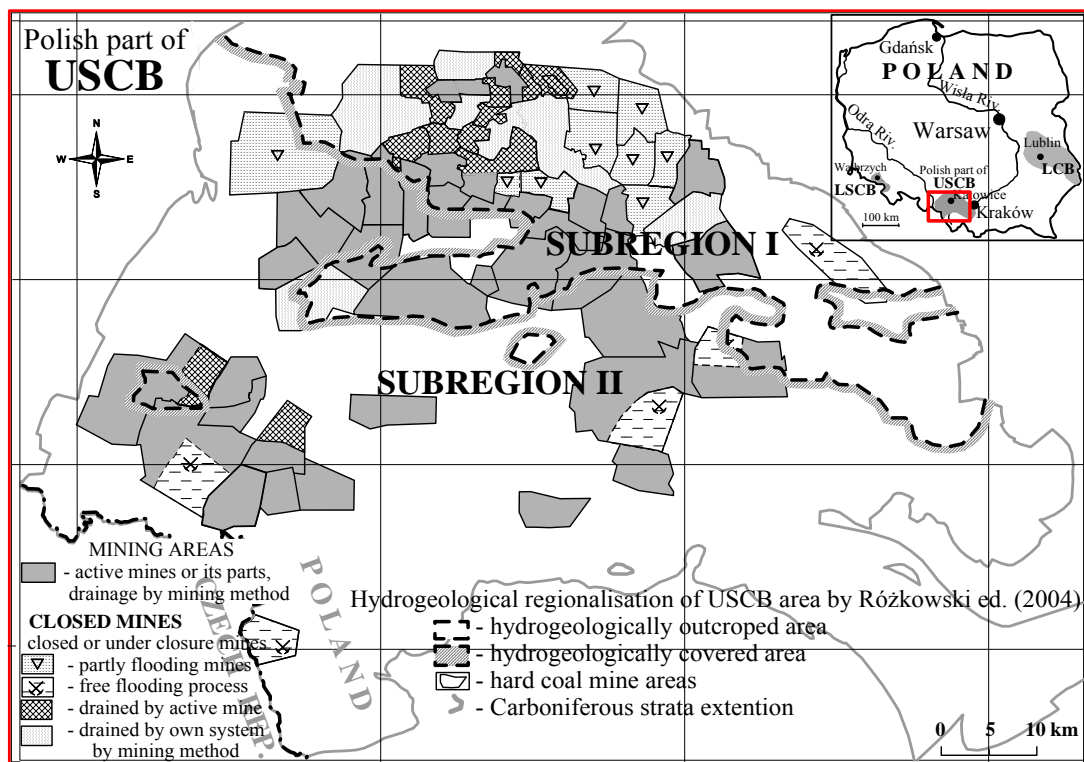 Polish part of
USCB
N
W
E
S
SUBREGION I
SUBREGION II
Gdańsk
POLAND
Wisła Riv.
Odra Riv.
Warsaw
Lublin
LCB
Wałbrzych
LSCB
Polish part of
USCB
Katowice
Kraków
100 km
MINING AREAS
- active mines or its parts,
drainage by mining method
CLOSED MINES
closed or under closure mines
- partly flooding mines
- free flooding process
- drained by active mine
- drained by own system
by mining method
POLAND
CZECH REP.
Hydrogeological regionalisation of USCB area by Różkowski ed. (2004)
- hydrogeologically outcroped area
- hydrogeologically covered area
- hard coal mine areas
- Carboniferous strata extention
0 5 10 km